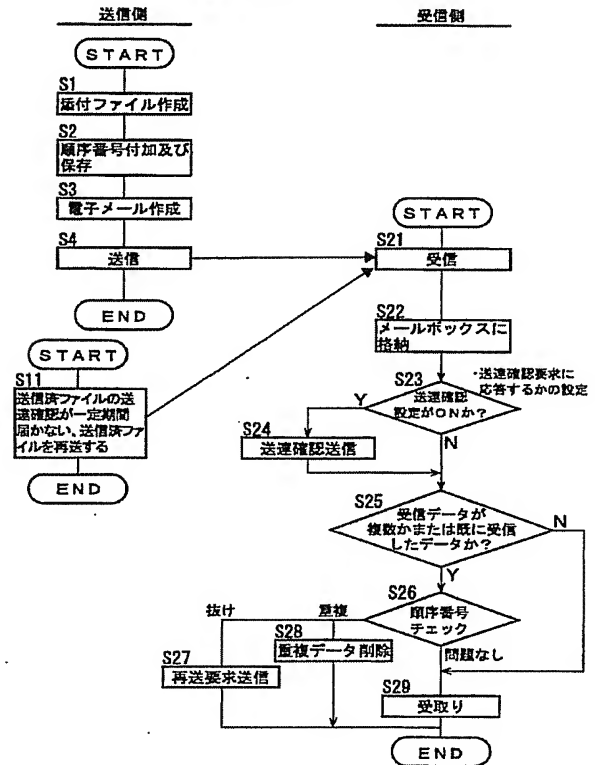 送信側
START
S1
添付ファイル作成
S2
順序番号付加及び
保存
S3
電子メール作成
S4
送信
END
START
S11
送信済ファイルの送
達確認が一定期間
届かない、送信済ファ
イルを再送する
END
受信側
START
S21
受信
S22
メールボックスに
格納
S23
送達確認
設定がONか?
・送達確認要求に
応答するかの設定
Y
N
S24
送達確認送信
S25
受信データが
複数かまたは既に受信
したデータか?
N
Y
S26
順序番号
チェック
抜け
重複
問題なし
S27
再送要求送信
S28
重複データ削除
S29
受取り
END